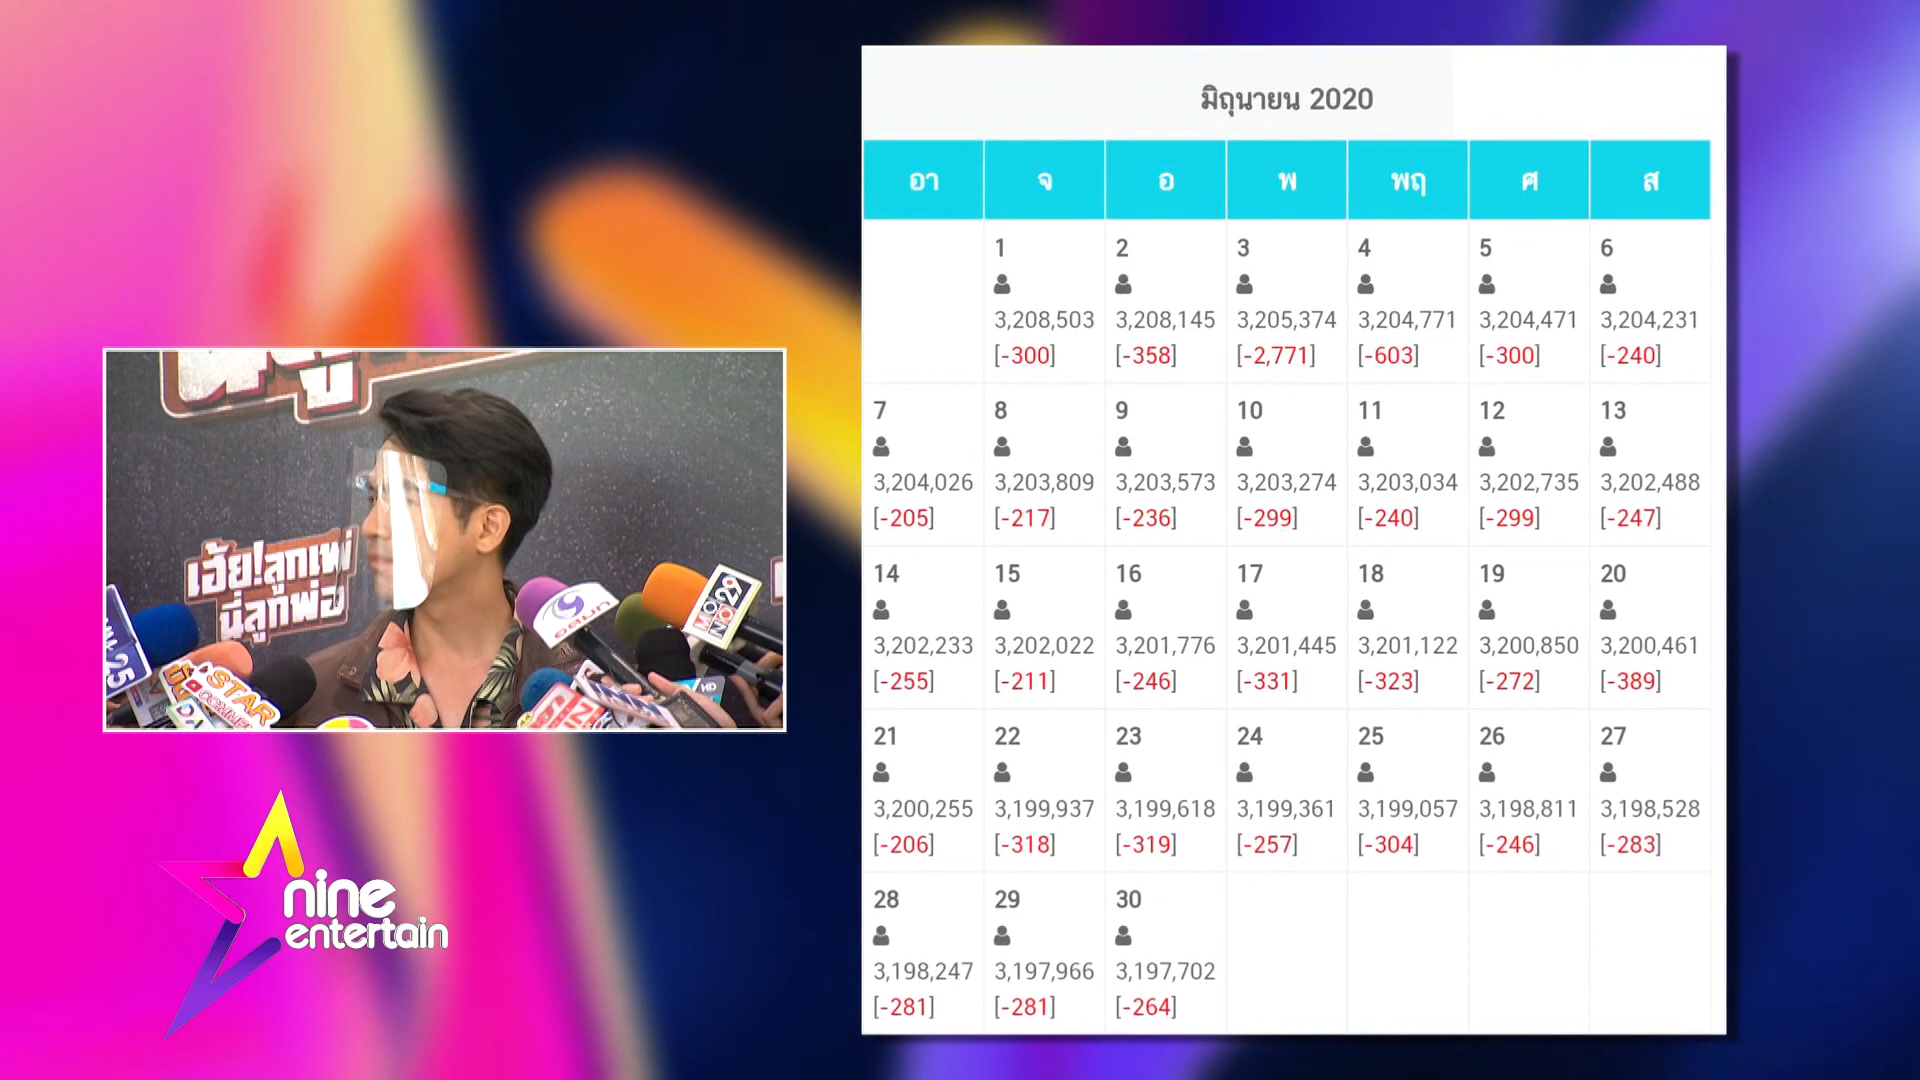 มิถุนายน 2020
อา จ อ พ พฤ ศ ส
1 2 3 4 5 6
3,208,503 3,208,145 3,205,374 3,204,771 3,204,471 3,204,231
[-300] [-358] [-2,771] [-603] [-300] [-240]
7 8 9 10 11 12 13
3,204,026 3,203,809 3,203,573 3,203,274 3,203,034 3,202,735 3,202,488
[-205] [-217] [-236] [-299] [-240] [-299] [-247]
14 15 16 17 18 19 20
3,202,233 3,202,022 3,201,776 3,201,445 3,201,122 3,200,850 3,200,461
[-255] [-211] [-246] [-331] [-323] [-272] [-389]
21 22 23 24 25 26 27
3,200,255 3,199,937 3,199,618 3,199,361 3,199,057 3,198,811 3,198,528
[-206] [-318] [-319] [-257] [-304] [-246] [-283]
28 29 30
3,198,247 3,197,966 3,197,702
[-281] [-281] [-264]
เฮ้ย!ลูกเพ่
นี่ลูกพ่อ
อสมท
MONO
29
25
STAR
HD
nine
entertain